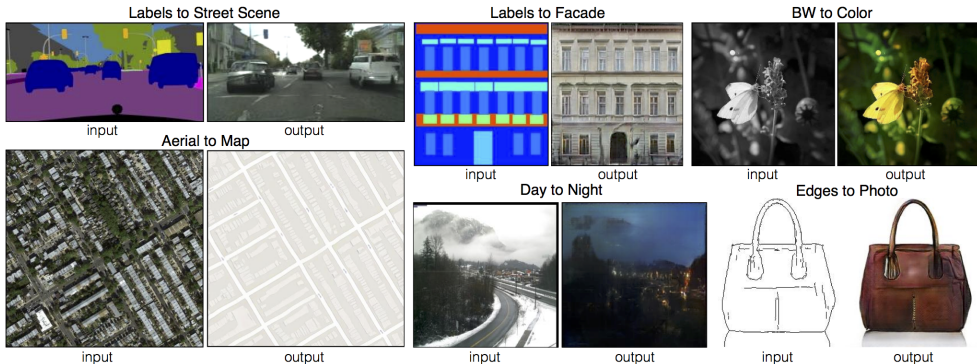 Labels to Street Scene
input
output
Aerial to Map
input
output
Labels to Facade
input
output
BW to Color
input
output
Day to Night
input
output
Edges to Photo
input
output